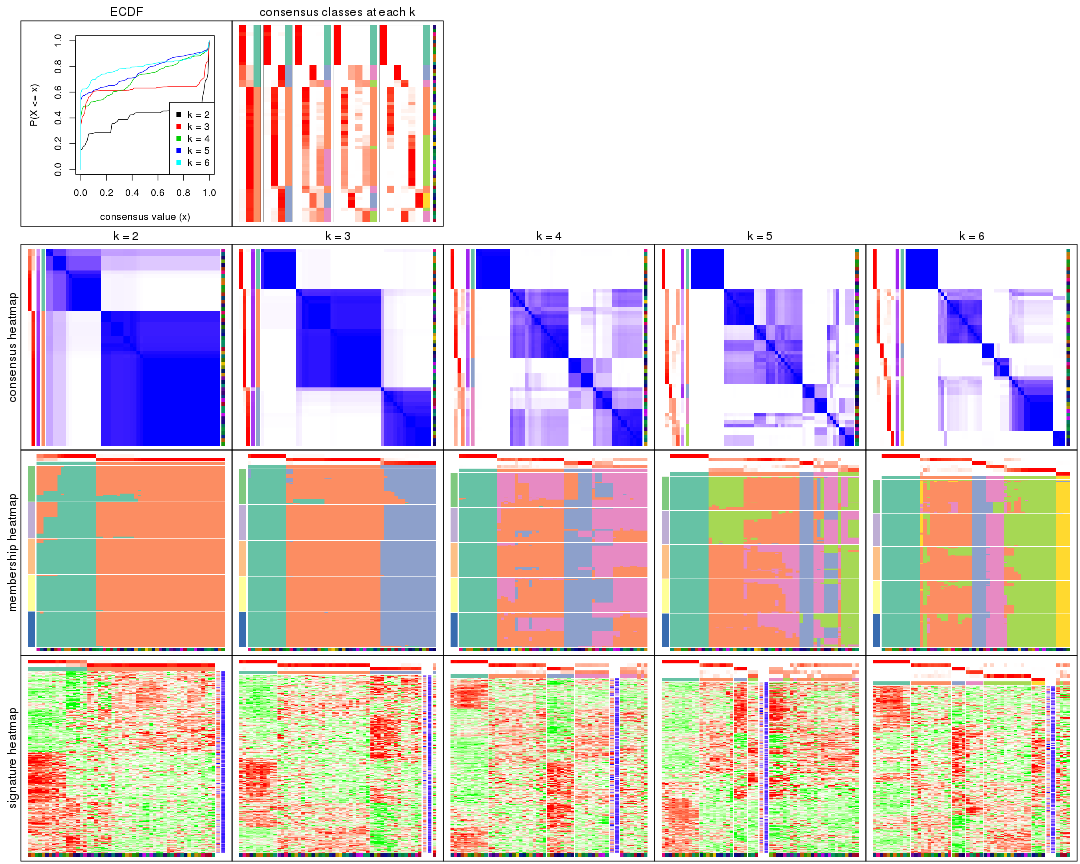 ECDF
consensus classes at each k
P(X <= x)
0.0
0.2
0.4
0.6
0.8
1.0
k = 2
k = 3
k = 4
k = 5
k = 6
0.0 0.2 0.4 0.6 0.8 1.0
consensus value (x)
k = 2
k = 3
k = 4
k = 5
k = 6
consensus heatmap
membership heatmap
signature heatmap